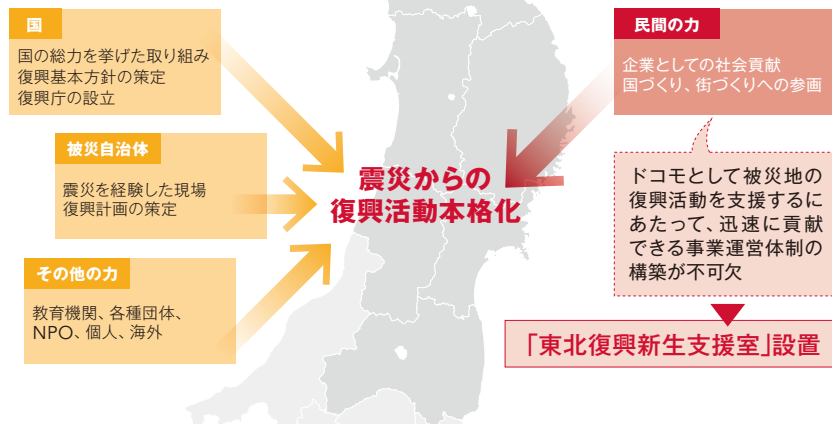 国
国の総力を挙げた取り組み
復興基本方針の策定
復興庁の設立
被災自治体
震災を経験した現場
復興計画の策定
その他の力
教育機関、各種団体、
NPO、個人、海外
震災からの
復興活動本格化
民間の力
企業としての社会貢献
国づくり、街づくりへの参画
ドコモとして被災地の
復興活動を支援するに
あたって、迅速に貢献
できる事業運営体制の
構築が不可欠
「東北復興新生支援室」設置